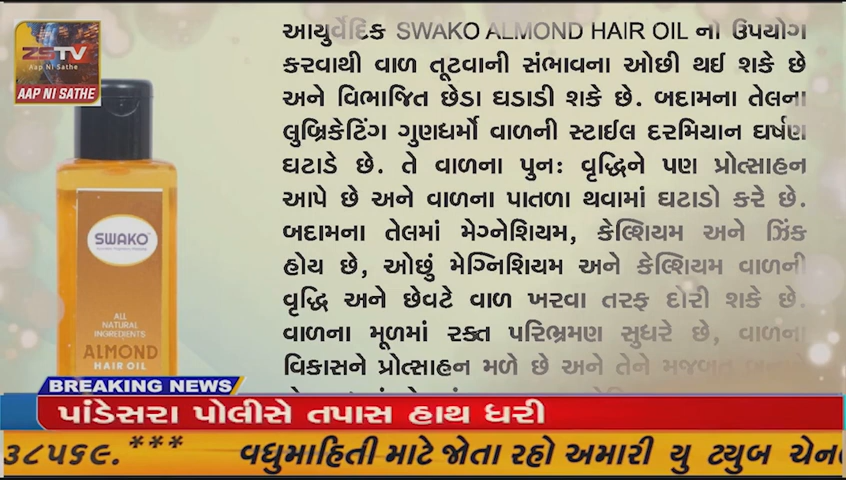 ZSTV
Aap Ni Sathe
AAP NI SATHE
આયુર્વેદિક SWAKO ALMOND HAIR OIL નો ઉપયોગ
કરવાથી વાળ તૂટવાની સંભાવના ઓછી થઈ શકે છે
અને વિભાજિત છેડા ઘડાડી શકે છે. બદામના તેલના
લુબ્રિકેટિંગ ગુણધર્મો વાળની સ્ટાઈલ દરમિયાન ઘર્ષણ
ઘટાડે છે. તે વાળના પુનઃ વૃદ્ધિને પણ પ્રોત્સાહન
આપે છે અને વાળના પાતળા થવામાં ઘટાડો કરે છે.
બદામના તેલમાં મેગ્નેશિયમ, કેલ્શિયમ અને ઝિંક
હોય છે, ઓછું મેગ્નિશિયમ અને કેલ્શિયમ વાળની
વૃદ્ધિ અને છેવટે વાળ ખરવા તરફ દોરી શકે છે.
વાળના મૂળમાં રક્ત પરિભ્રમણ સુધરે છે, વાળના
વિકાસને પ્રોત્સાહન મળે છે અને તેને મજબૂત
SWAKO
ALL
NATURAL
INGREDIENTS
ALMOND
HAIR OIL
BREAKING NEWS
પાંડેસરા પોલીસે તપાસ હાથ ધરી
૩૮૫૬૯.*** વધુમાહિતી માટે જોતા રહો અમારી યુ ટ્યુબ ચેનલ